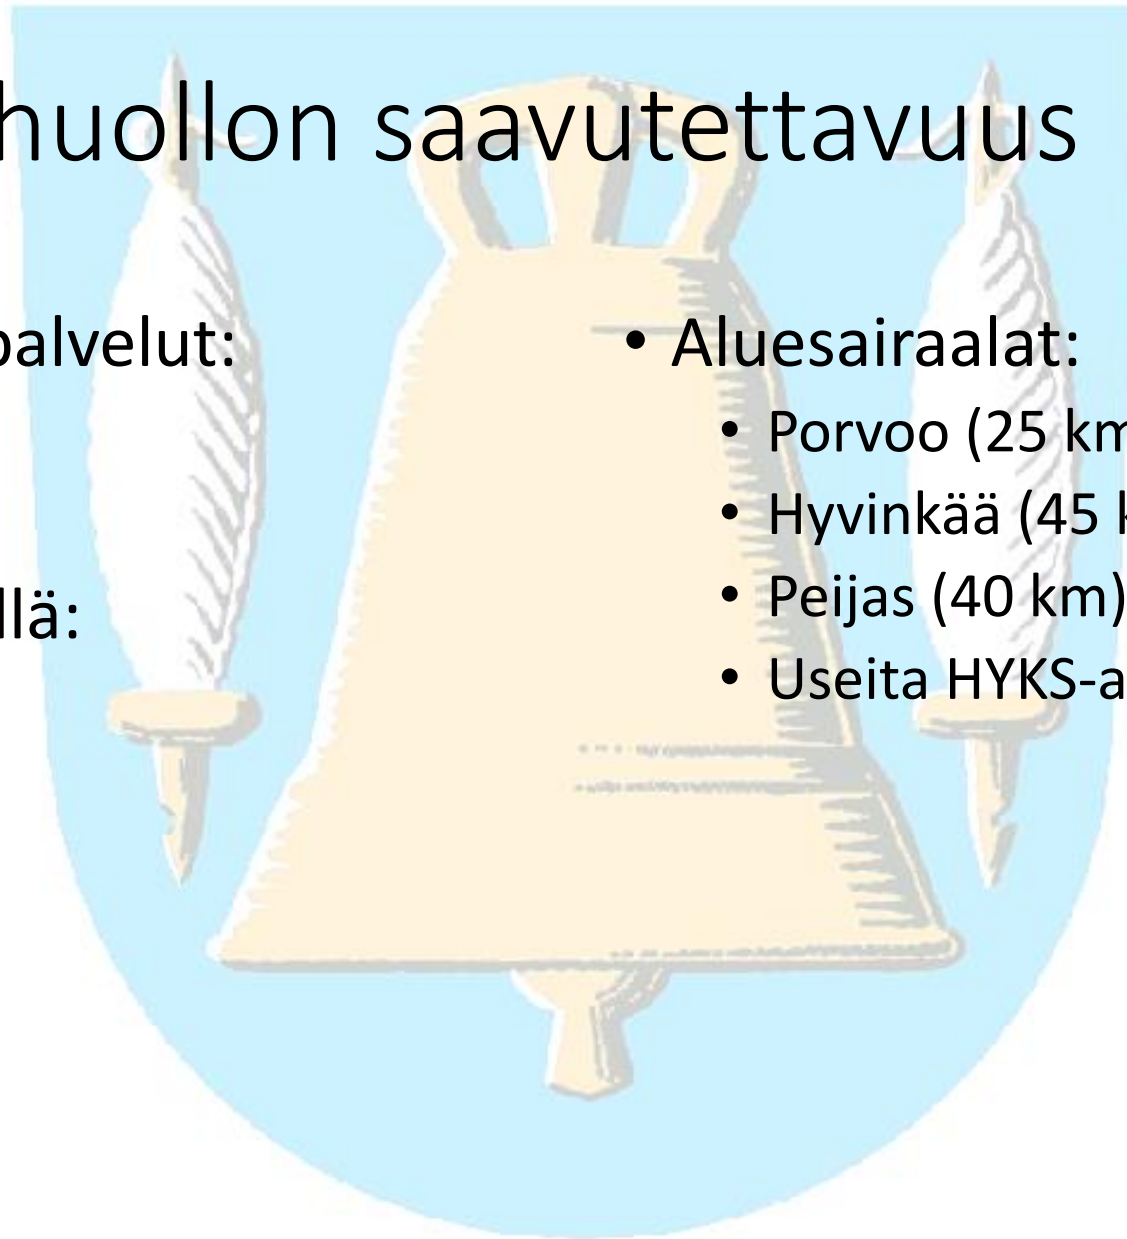 huollon saavutettavuus
palvelut:
llä:
• Aluesairaalat:
• Porvoo (25 km
• Hyvinkää (45 k
• Peijas (40 km)
• Useita HYKS-a